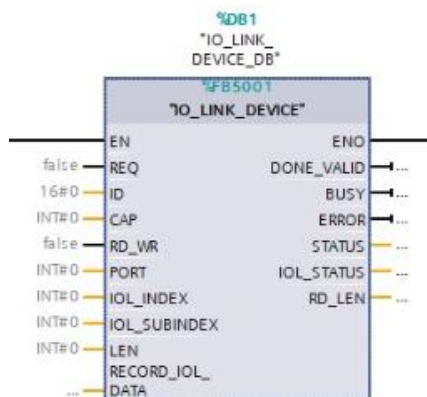 %DB1
"IO_LINK_
DEVICE_DB"
%FB5001
"IO_LINK_DEVICE"
EN ENO
false REQ DONE_VALID ...
16#0 ID BUSY ...
INT#0 CAP ERROR ...
false RD_WR STATUS ...
INT#0 PORT IOL_STATUS ...
INT#0 IOL_INDEX RD_LEN ...
INT#0 IOL_SUBINDEX
INT#0 LEN
RECORD_IOL_
... DATA